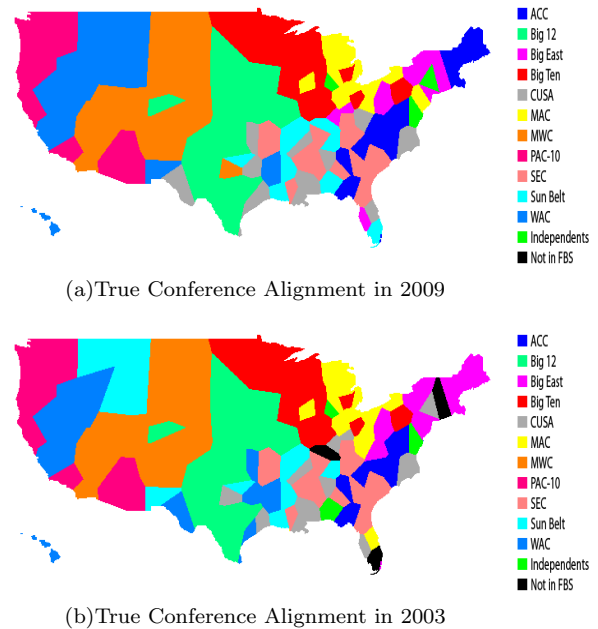 ACC
Big 12
Big East
Big Ten
CUSA
MAC
MWC
PAC-10
SEC
Sun Belt
WAC
Independents
Not in FBS
(a)True Conference Alignment in 2009
ACC
Big 12
Big East
Big Ten
CUSA
MAC
MWC
PAC-10
SEC
Sun Belt
WAC
Independents
Not in FBS
(b)True Conference Alignment in 2003